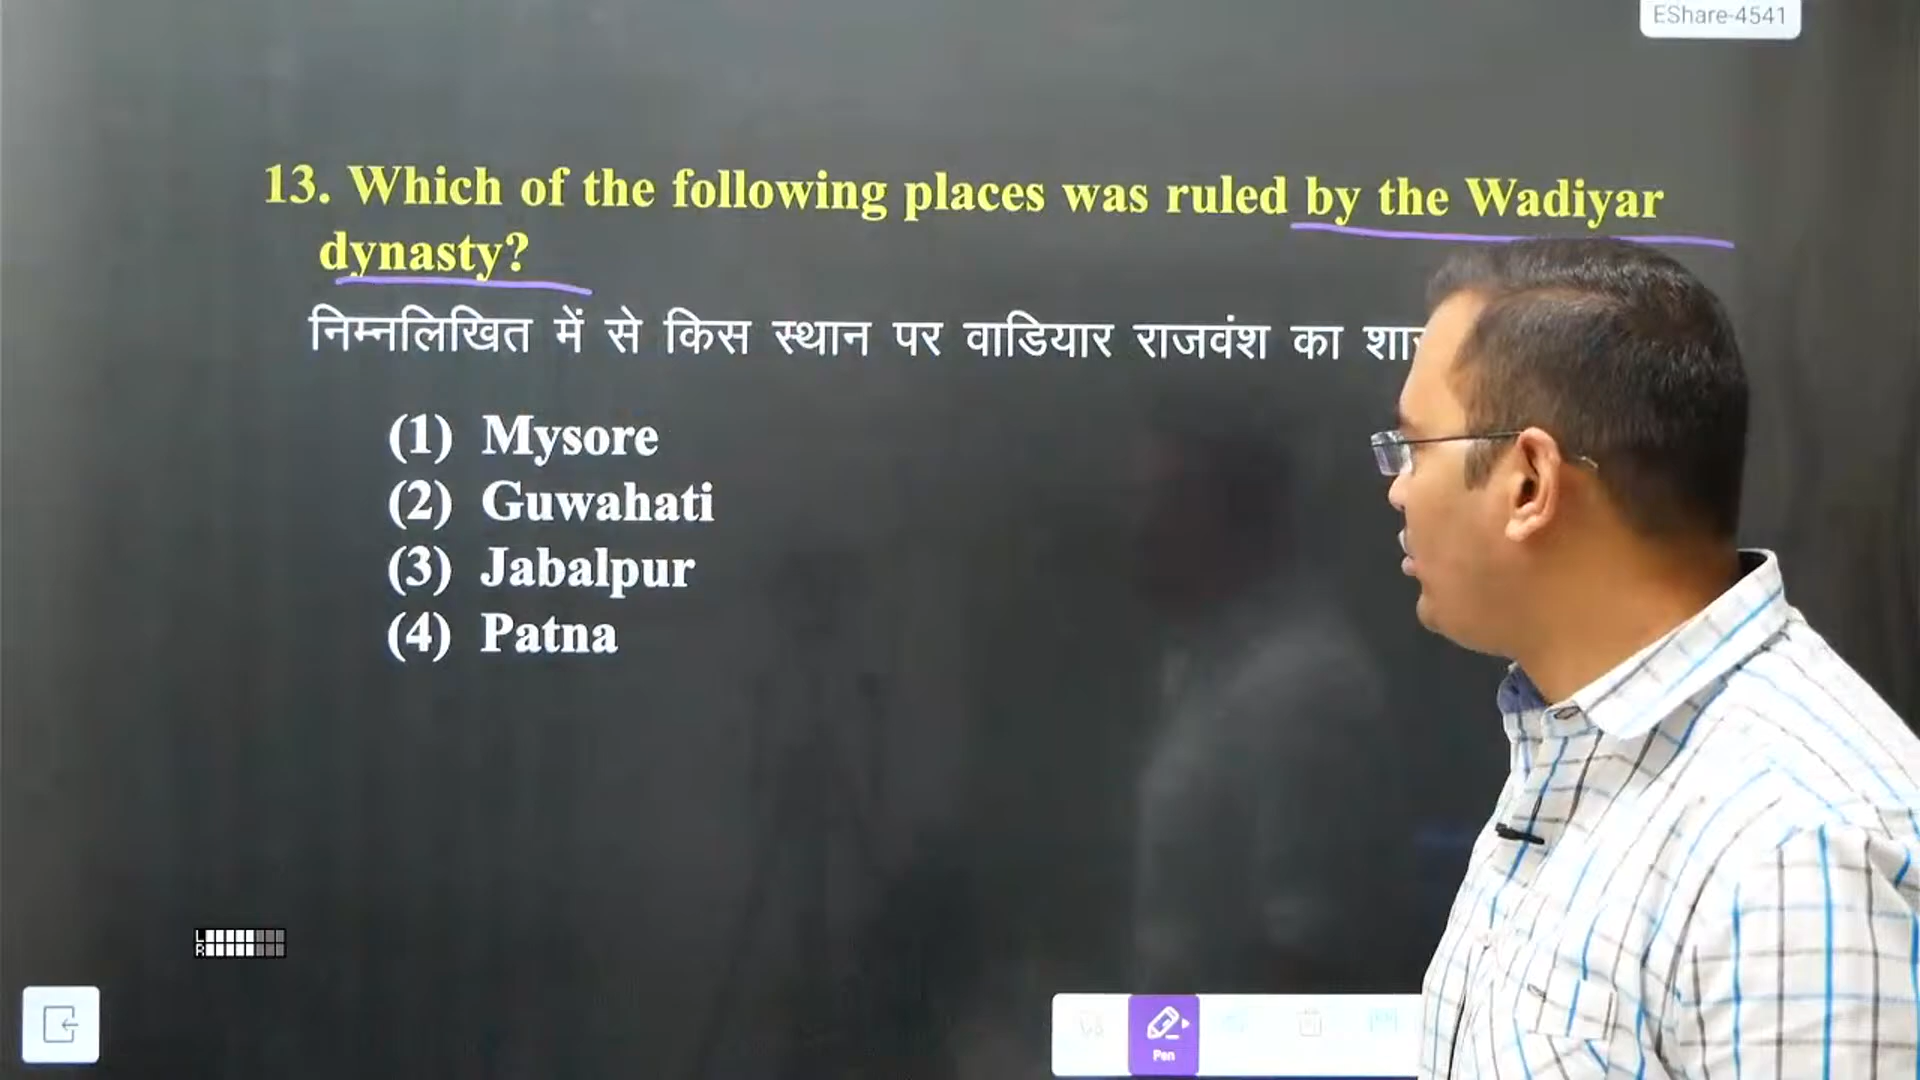 EShare-4541
13. Which of the following places was ruled by the Wadiyar
dynasty?
निम्नलिखित में से किस स्थान पर वाडियार राजवंश का
(1) Mysore
(2) Guwahati
(3) Jabalpur
(4) Patna
L
R
Pen